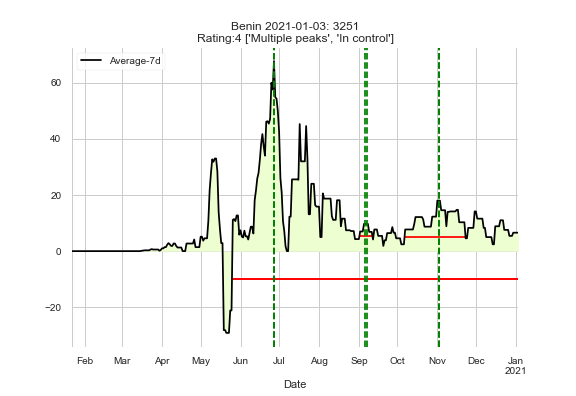 Benin 2021-01-03: 3251
Rating:4 ['Multiple peaks', 'In control']
Average-7d
60
40
20
0
−20
Feb Mar Apr May Jun Jul Aug Sep Oct Nov Dec Jan
2021
Date